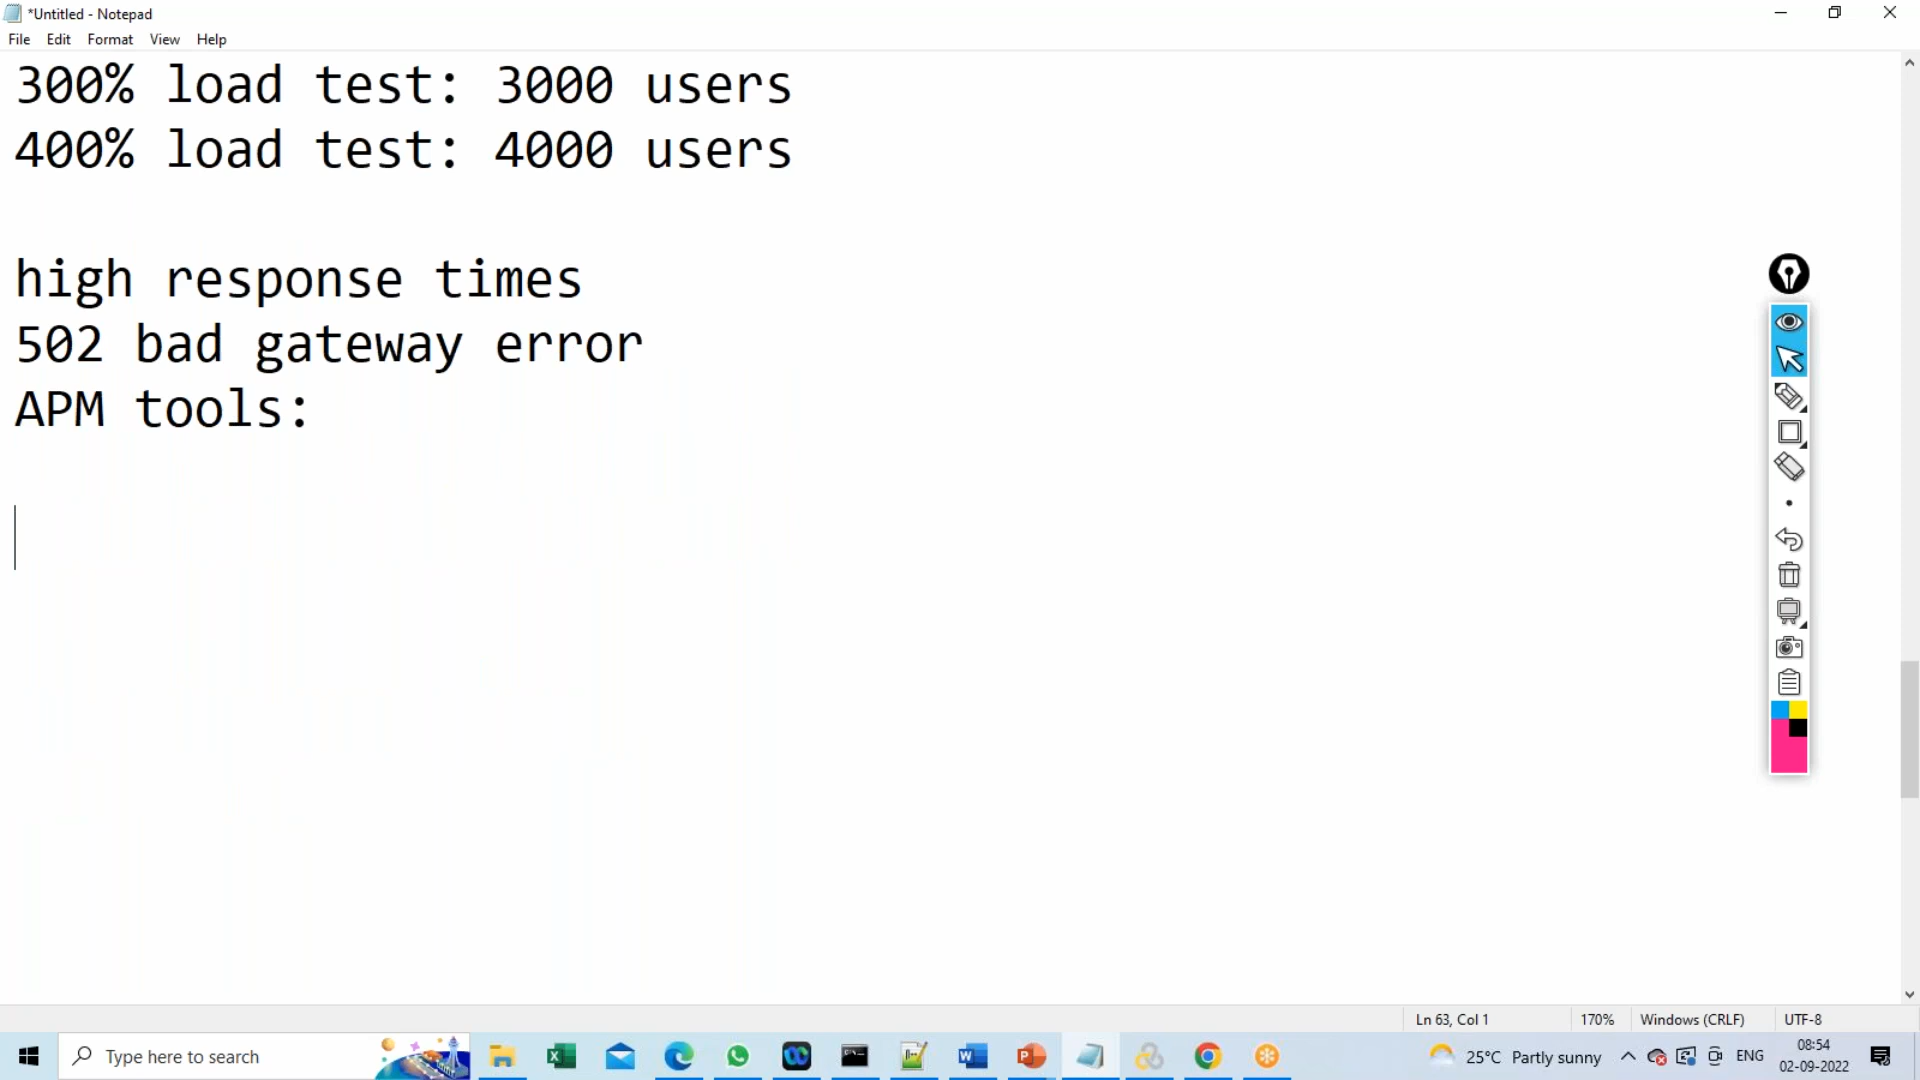 *Untitled - Notepad
File Edit Format View Help
300% load test: 3000 users
400% load test: 4000 users
high response times
502 bad gateway error
APM tools:
Ln 63, Col 1 170% Windows (CRLF) UTF-8
Type here to search 25°C Partly sunny ENG 08:54
02-09-2022